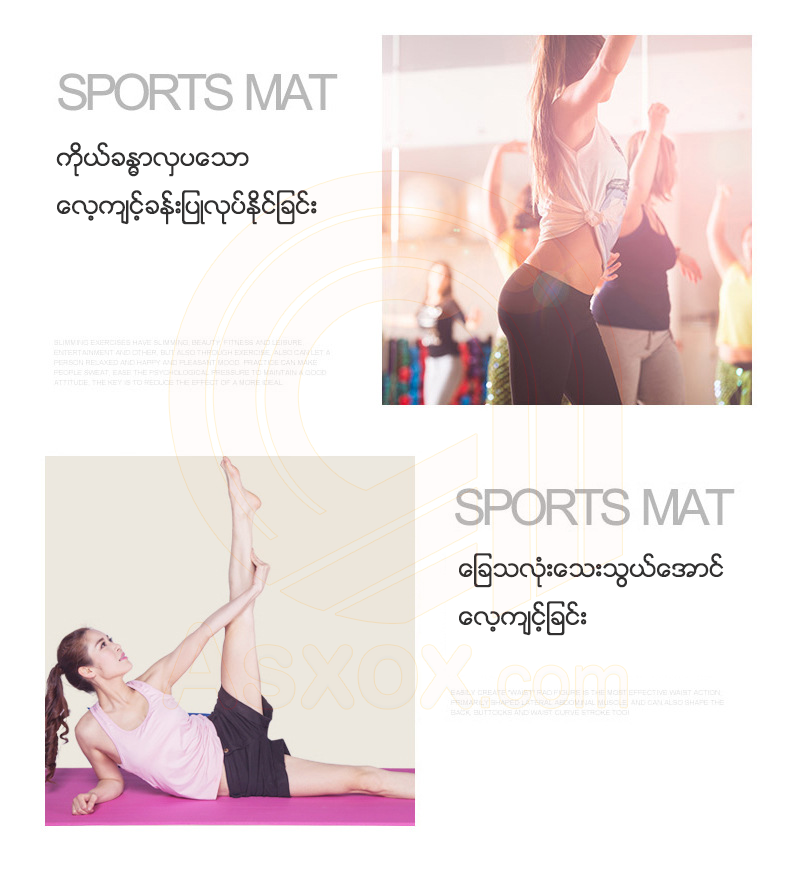 SPORTS MAT
ကိုယ်ခန္ဓာလှပသော
လေ့ကျင့်ခန်းပြုလုပ်နိုင်ခြင်း
SLIMMING EXERCISES HAVE SLIMMING, BEAUTY, FITNESS AND LEISURE,
ENTERTAINMENT AND OTHER, BUT ALSO THROUGH EXERCISE, ALSO CAN LET A
PERSON RELAXED AND HAPPY AND PLEASANT MOOD. PRACTICE CAN MAKE
PEOPLE SWEAT, EASE THE PSYCHOLOGICAL PRESSURE TO MAINTAIN A GOOD
ATTITUDE. THE KEY IS TO REDUCE THE EFFECT OF A MORE IDEAL
SPORTS MAT
ခြေသလုံးသေးသွယ်အောင်
လေ့ကျင့်ခြင်း
Asxox.com
EASILY CREATE "WAIST" RAO FIGURE IS THE MOST EFFECTIVE WAIST ACTION,
PRIMARILY SHAPED LATERAL ABDOMINAL MUSCLE, AND CAN ALSO SHAPE THE
BACK, BUTTOCKS AND WAIST CURVE, STROKE TOO!